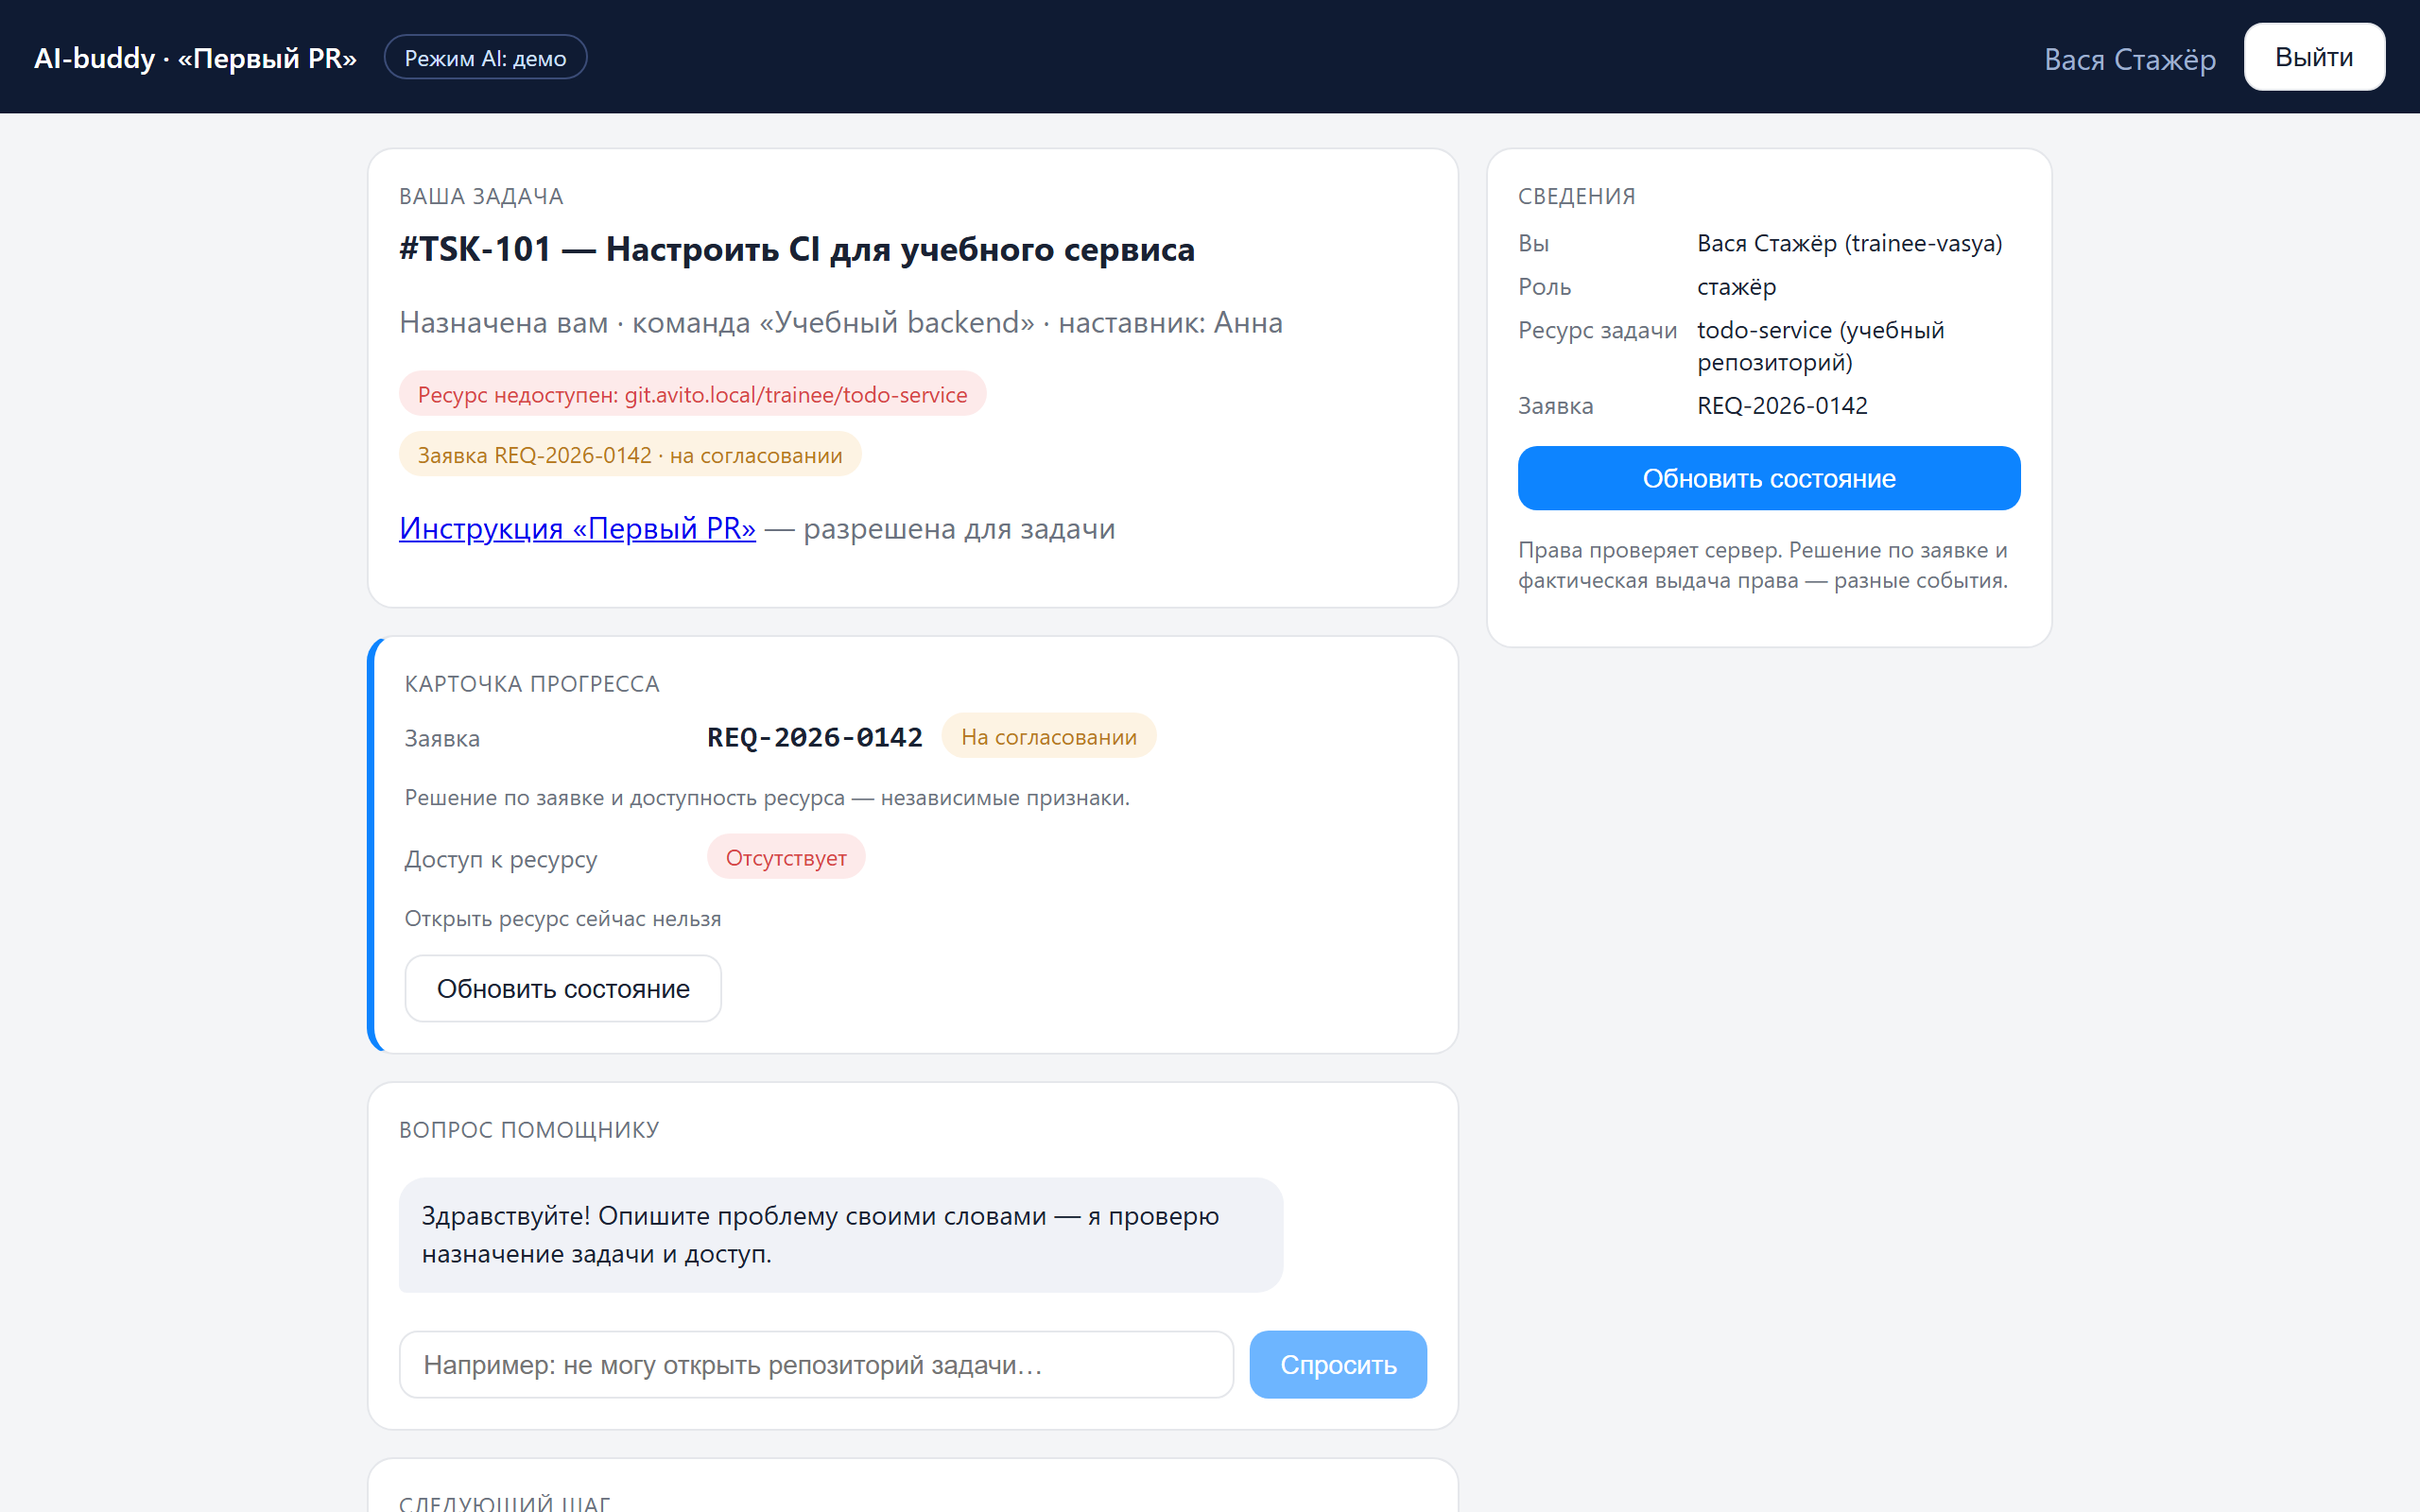 AI-buddy · «Первый PR»
Режим AI: демо
Вася Стажёр
Выйти
ВАША ЗАДАЧА
#TSK-101 — Настроить CI для учебного сервиса
Назначена вам · команда «Учебный backend» · наставник: Анна
Ресурс недоступен: git.avito.local/trainee/todo-service
Заявка REQ-2026-0142 · на согласовании
Инструкция «Первый PR» — разрешена для задачи
СВЕДЕНИЯ
Вы Вася Стажёр (trainee-vasya)
Роль стажёр
Ресурс задачи todo-service (учебный
репозиторий)
Заявка REQ-2026-0142
Обновить состояние
Права проверяет сервер. Решение по заявке и
фактическая выдача права — разные события.
КАРТОЧКА ПРОГРЕССА
Заявка REQ-2026-0142 На согласовании
Решение по заявке и доступность ресурса — независимые признаки.
Доступ к ресурсу Отсутствует
Открыть ресурс сейчас нельзя
Обновить состояние
ВОПРОС ПОМОЩНИКУ
Здравствуйте! Опишите проблему своими словами — я проверю
назначение задачи и доступ.
Например: не могу открыть репозиторий задачи…
Спросить
СЛЕДУЮЩИЙ ШАГ